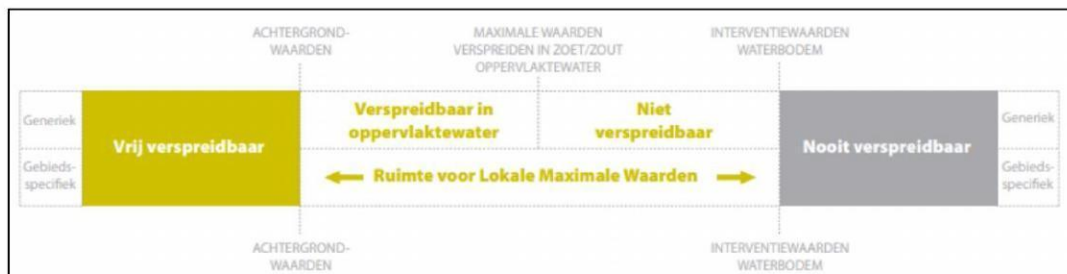 ACHTERGROND-
WAARDEN
MAXIMALE WAARDEN
VERSPREIDEN IN ZOET/ZOUT
OPPERVLAKTEWATER
INTERVENTIEWAARDEN
WATERBODEM
Generiek
Vrij verspreidbaar
Verspreidbaar in
oppervlaktewater
Niet
verspreidbaar
Nooit verspreidbaar
Generiek
Gebieds-
specifiek
Ruimte voor Lokale Maximale Waarden
Gebieds-
specifiek
ACHTERGROND-
WAARDEN
INTERVENTIEWAARDEN
WATERBODEM